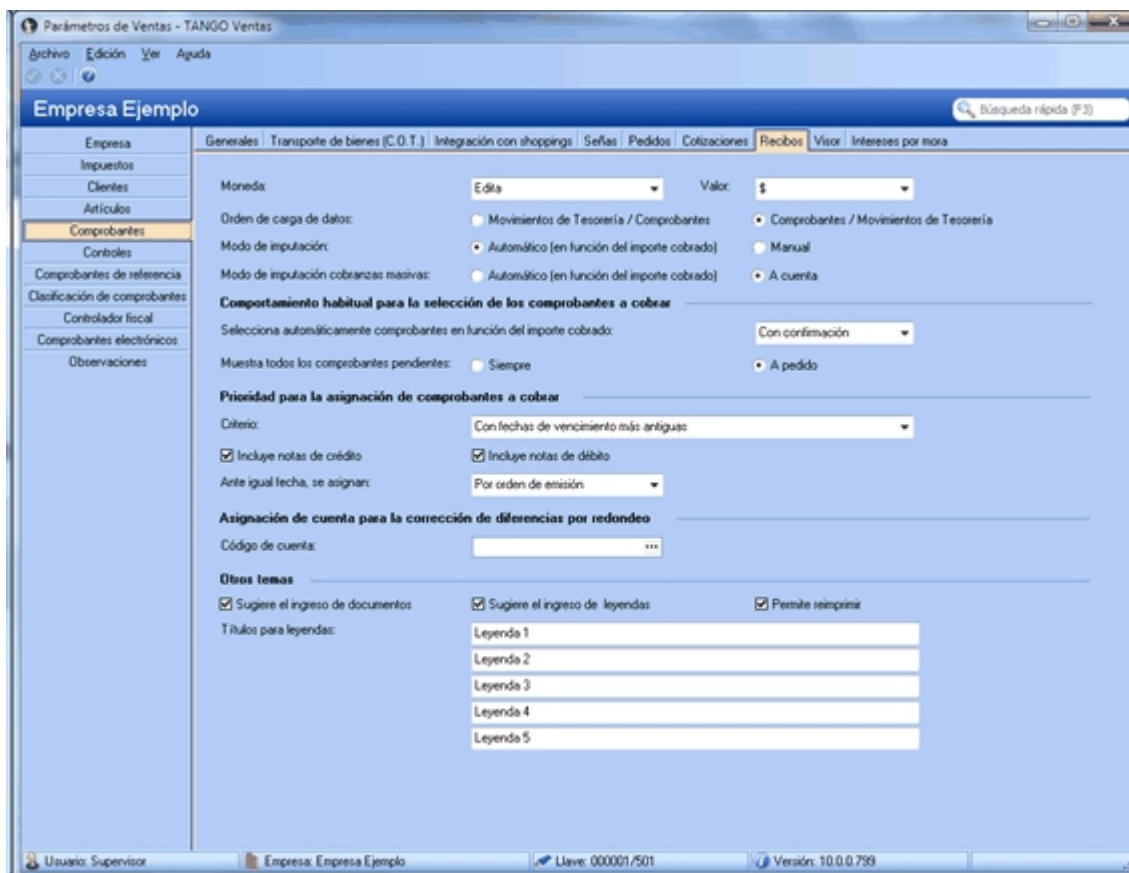 Parámetros de Ventas - TANGO Ventas
Archivo Edición Ver Ayuda
Empresa Ejemplo
Búsqueda rápida (F3)
Empresa
Impuestos
Clientes
Artículos
Comprobantes
Controles
Comprobantes de referencia
Clasificación de comprobantes
Controlador fiscal
Comprobantes electrónicos
Observaciones
Generales Transporte de bienes (C.O.T.) Integración con shoppings Señas Pedidos Cotizaciones Recibos Visor Intereses por mora
Moneda: Edita Valor: $
Orden de carga de datos: Movimientos de Tesorería / Comprobantes Comprobantes / Movimientos de Tesorería
Modo de imputación: Automático (en función del importe cobrado) Manual
Modo de imputación cobranzas masivas: Automático (en función del importe cobrado) A cuenta
Comportamiento habitual para la selección de los comprobantes a cobrar
Selecciona automáticamente comprobantes en función del importe cobrado: Con confirmación
Muestra todos los comprobantes pendientes: Siempre A pedido
Prioridad para la asignación de comprobantes a cobrar
Criterio: Con fechas de vencimiento más antiguas
Incluye notas de crédito Incluye notas de débito
Ante igual fecha, se asignan: Por orden de emisión
Asignación de cuenta para la corrección de diferencias por redondeo
Código de cuenta: ...
Otros temas
Sugiere el ingreso de documentos Sugiere el ingreso de leyendas Permite reimprimir
Títulos para leyendas: Leyenda 1
Leyenda 2
Leyenda 3
Leyenda 4
Leyenda 5
Usuario: Supervisor Empresa: Empresa Ejemplo Llave: 000001/501 Versión: 10.0.0.799